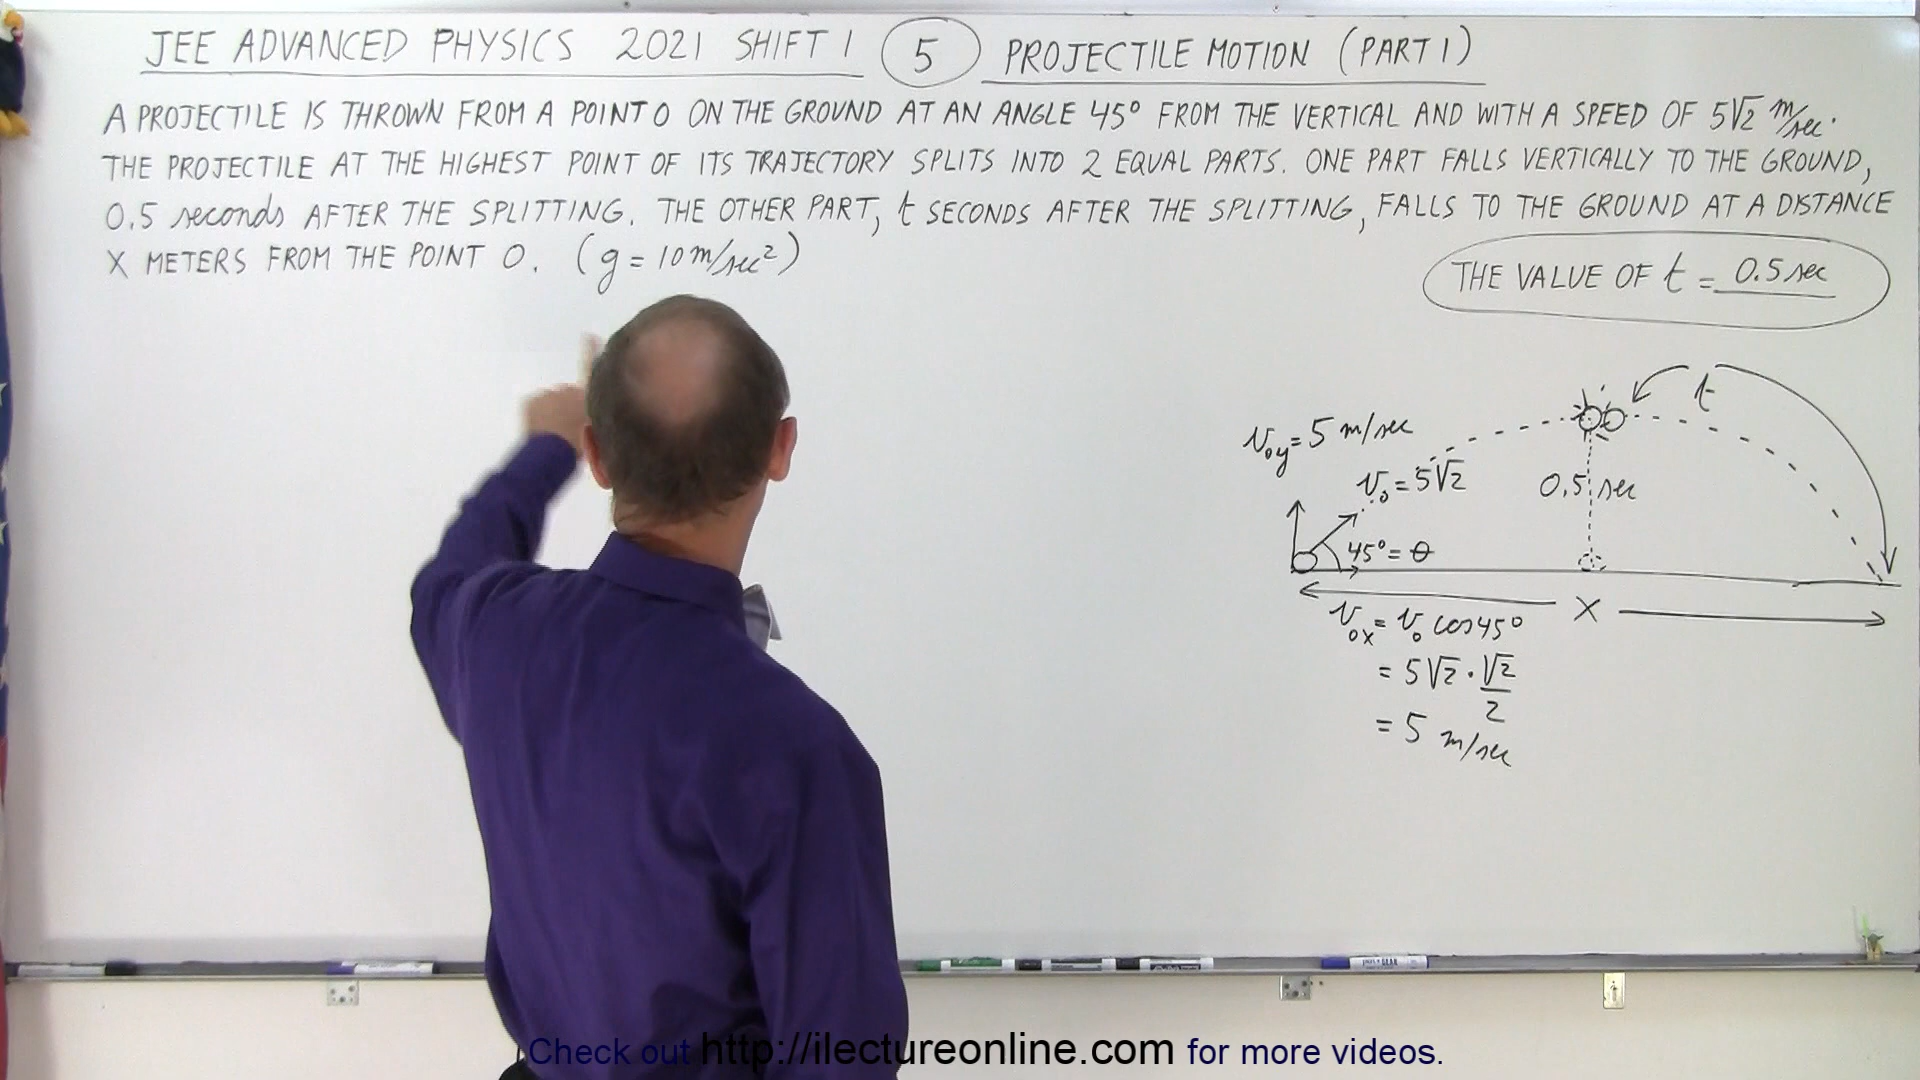 JEE ADVANCED PHYSICS 2021 SHIFT 1 5 PROJECTILE MOTION (PART 1)
A PROJECTILE IS THROWN FROM A POINT O ON THE GROUND AT AN ANGLE 45° FROM THE VERTICAL AND WITH A SPEED OF 5√2 m/sec.
THE PROJECTILE AT THE HIGHEST POINT OF ITS TRAJECTORY SPLITS INTO 2 EQUAL PARTS. ONE PART FALLS VERTICALLY TO THE GROUND,
0.5 seconds AFTER THE SPLITTING. THE OTHER PART, t SECONDS AFTER THE SPLITTING, FALLS TO THE GROUND AT A DISTANCE
X METERS FROM THE POINT O. (g = 10 m/sec²)
THE VALUE OF t = 0.5 sec
t
v₀y = 5 m/sec
v₀ = 5√2
0.5 sec
45° = θ
X
v₀x = v₀ cos 45°
= 5√2 · √2/2
= 5 m/sec
Check out http://ilectureonline.com for more videos.